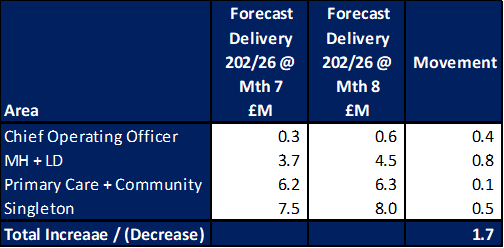 Area Forecast Delivery 202/26 @ Mth 7 £M Forecast Delivery 202/26 @ Mth 8 £M Movement
Chief Operating Officer 0.3 0.6 0.4
MH + LD 3.7 4.5 0.8
Primary Care + Community 6.2 6.3 0.1
Singleton 7.5 8.0 0.5
Total Increaae / (Decrease) 1.7